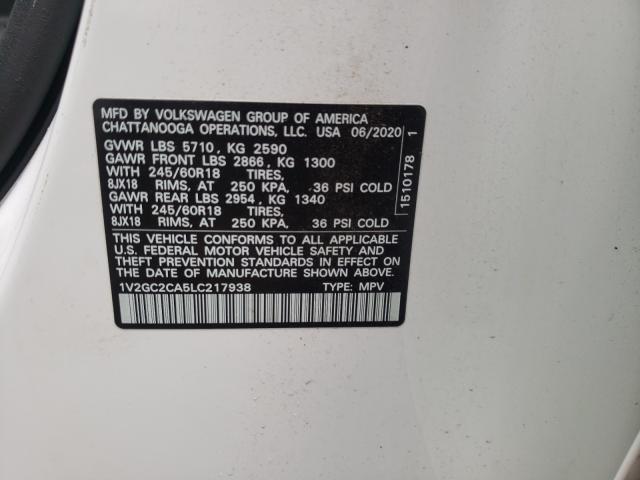 MFD BY VOLKSWAGEN GROUP OF AMERICA
CHATTANOOGA OPERATIONS, LLC. USA 06/2020
GVWR LBS 5710, KG 2590
GAWR FRONT LBS 2866, KG 1300
WITH 245/60R18 TIRES,
8JX18 RIMS, AT 250 KPA, 36 PSI COLD
GAWR REAR LBS 2954, KG 1340
WITH 245/60R18 TIRES,
8JX18 RIMS, AT 250 KPA, 36 PSI COLD
THIS VEHICLE CONFORMS TO ALL APPLICABLE
U.S. FEDERAL MOTOR VEHICLE SAFETY AND
THEFT PREVENTION STANDARDS IN EFFECT ON
THE DATE OF MANUFACTURE SHOWN ABOVE.
1V2GC2CA5LC217938 TYPE: MPV
1510178 1